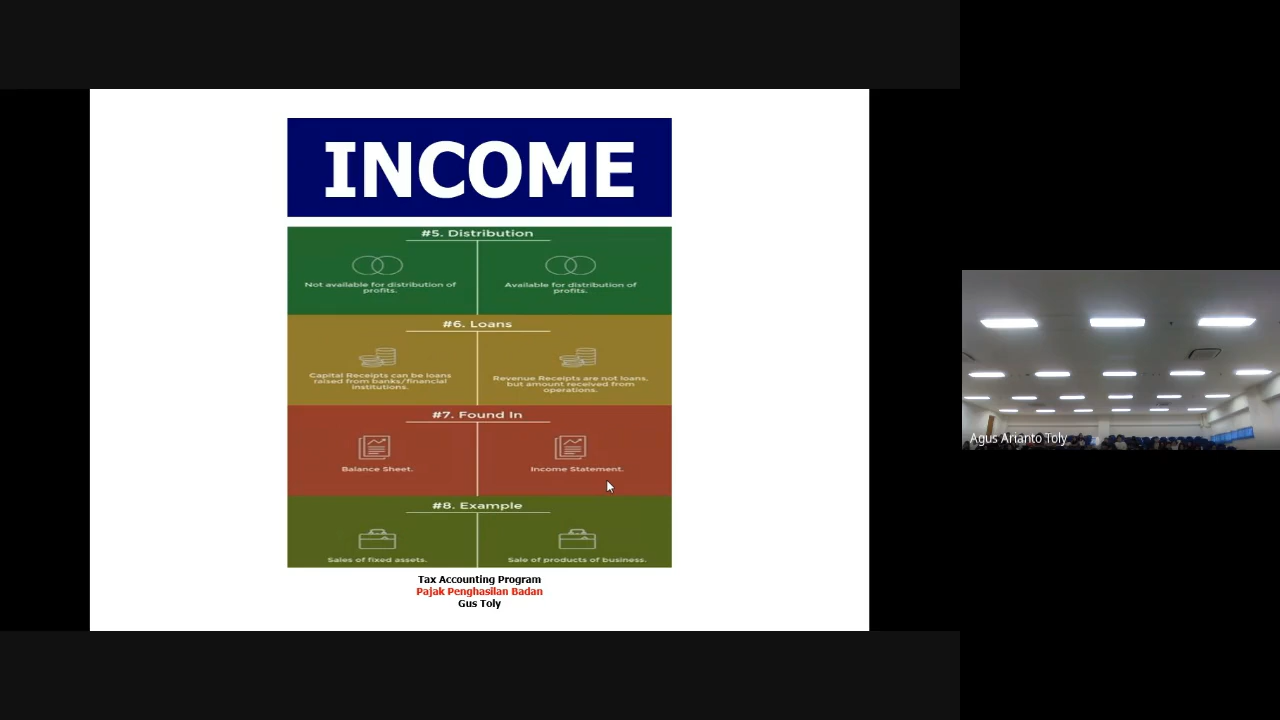 INCOME
#5. Distribution
Not available for distribution of
profits.
Available for distribution of
profits.
#6. Loans
Capital Receipts can be loans
raised from banks/financial
institutions.
Revenue Receipts are not loans,
but amount received from
operations.
#7. Found In
Balance Sheet.
Income Statement.
#8. Example
Sales of fixed assets.
Sale of products of business.
Tax Accounting Program
Pajak Penghasilan Badan
Gus Toly
Agus Arianto Toly